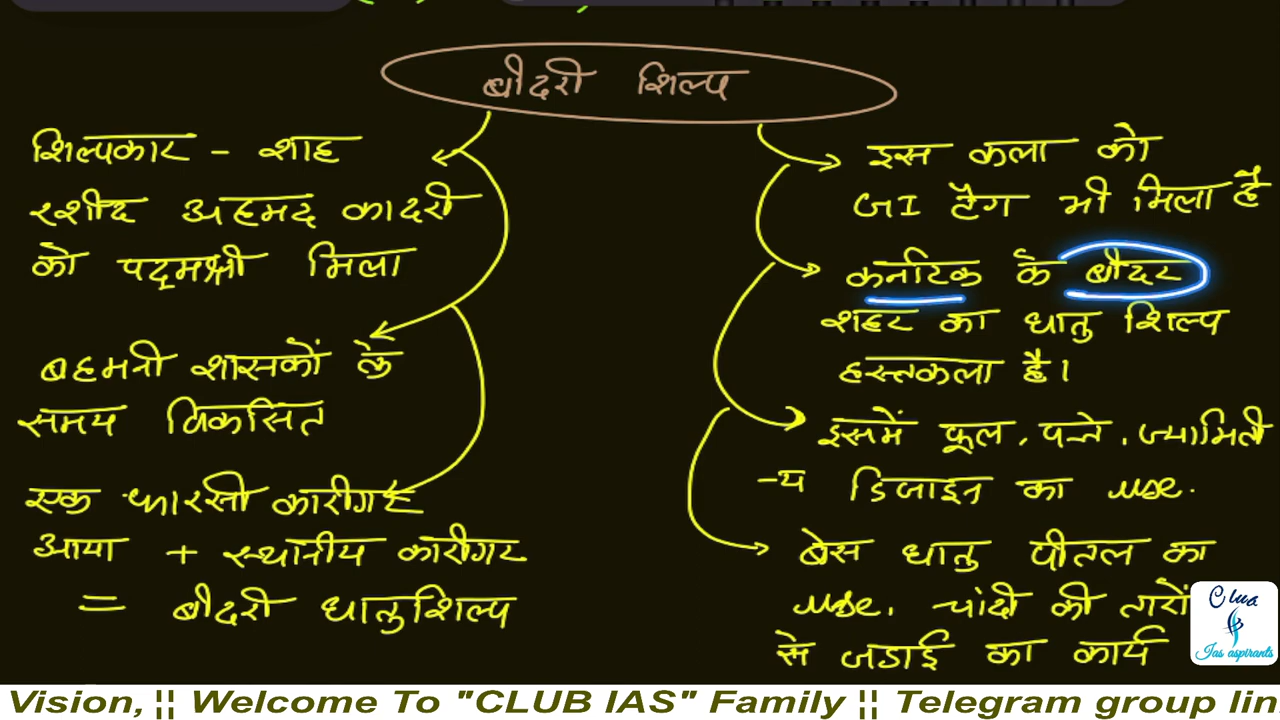 बीदरी शिल्प
शिल्पकार - शाह
रशीद अहमद कादरी
को पद्मश्री मिला
बहमनी शासकों के
समय विकसित
एक फारसी कारीगर
आया + स्थानीय कारीगर
= बीदरी धातुशिल्प
इस कला को
GI टैग भी मिला है
कर्नाटक के बीदर
शहर का धातु शिल्प
हस्तकला है।
इसमें फूल, पत्ते, ज्यामिती
-य डिजाइन का use.
बेस धातु पीतल का
use. चांदी की तारों
से जडाई का कार्य
Club
Ias aspirants
Vision, ¦¦ Welcome To "CLUB IAS" Family ¦¦ Telegram group lin